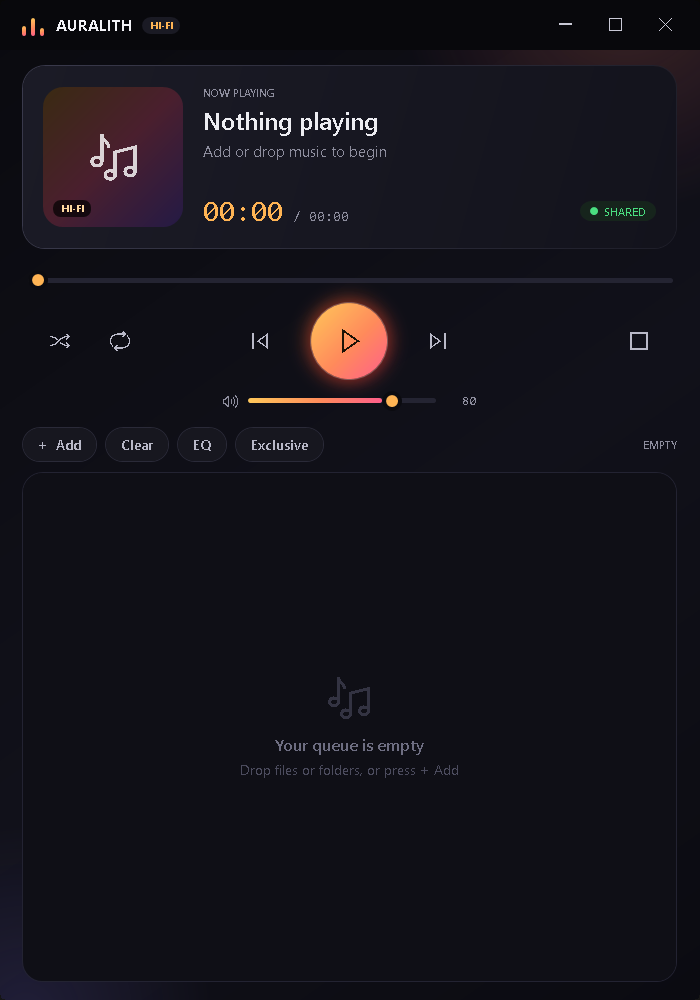 AURALITH HI-FI
NOW PLAYING
Nothing playing
Add or drop music to begin
HI-FI
00:00 / 00:00
SHARED
80
+ Add
Clear
EQ
Exclusive
EMPTY
Your queue is empty
Drop files or folders, or press + Add